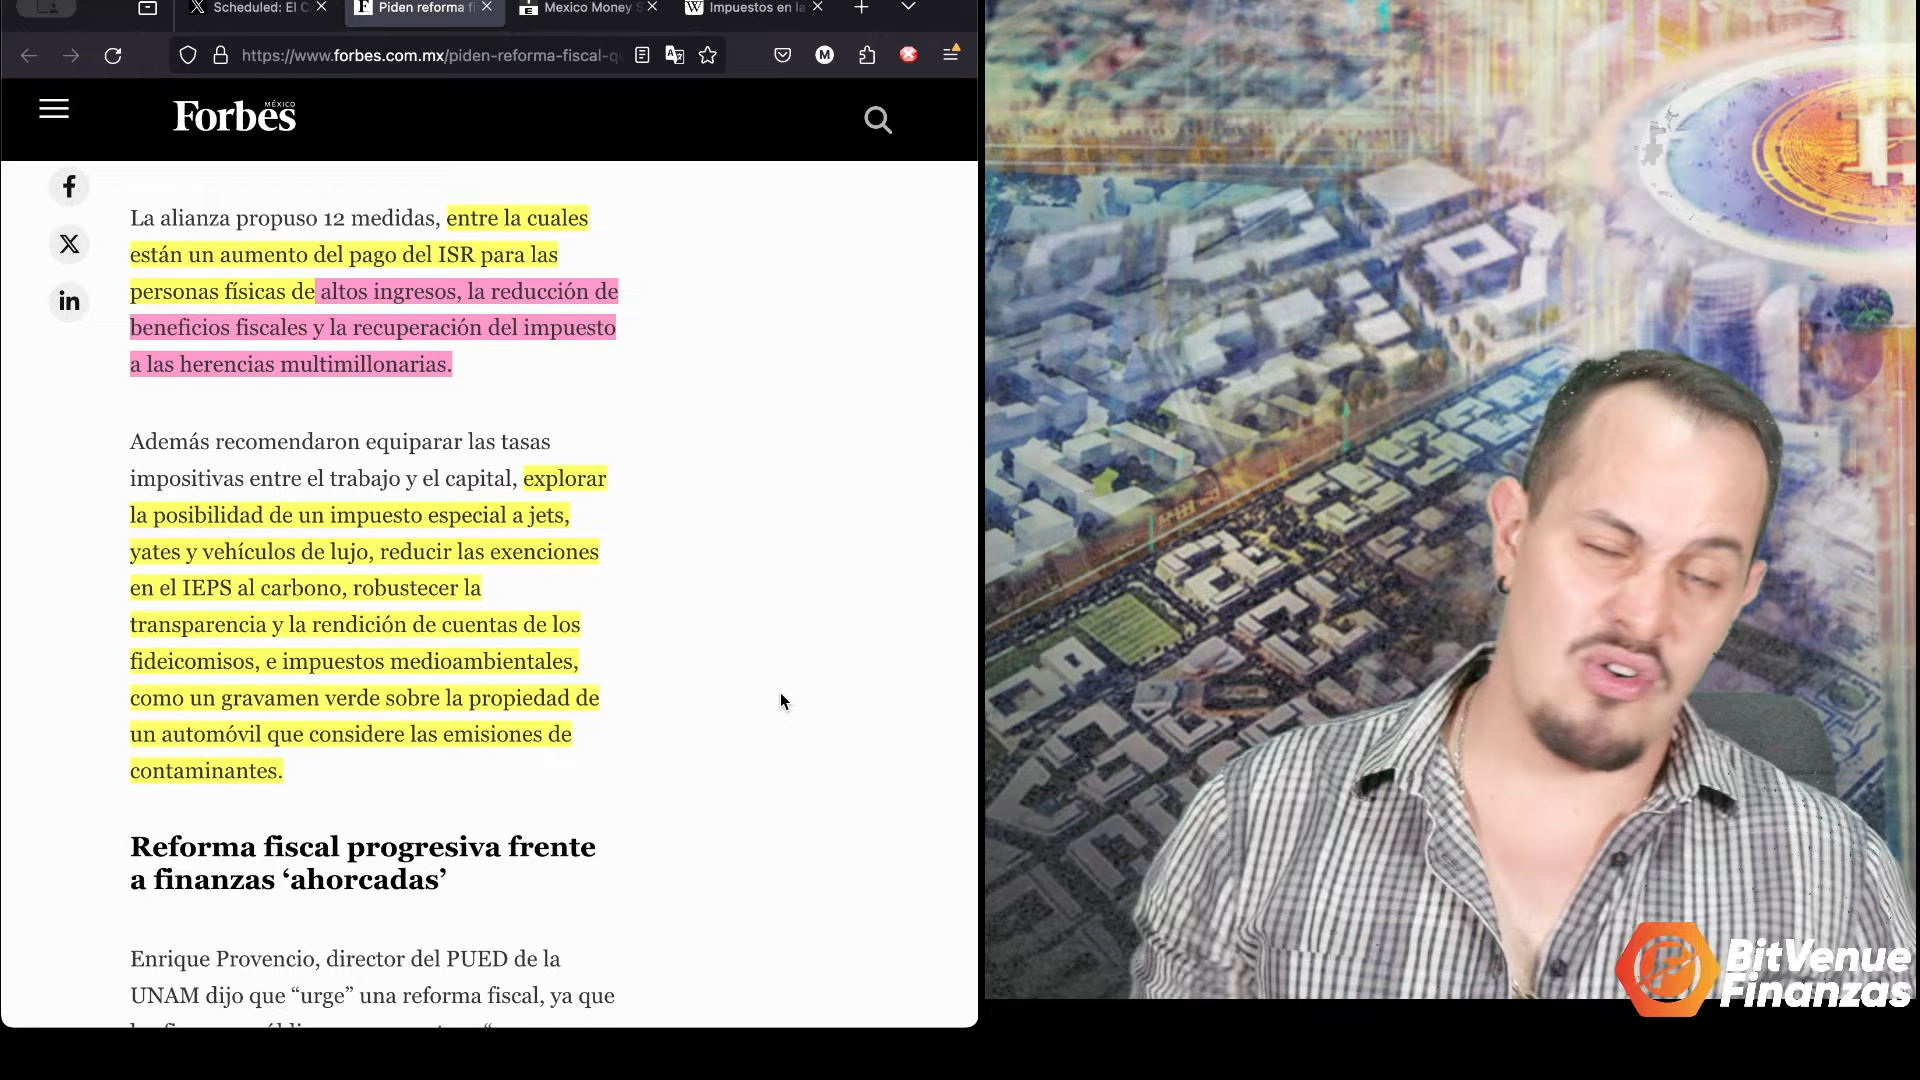 Scheduled: El C
Piden reforma fi
Mexico Money S
Impuestos en la
https://www.forbes.com.mx/piden-reforma-fiscal-q
Forbes
MÉXICO
La alianza propuso 12 medidas, entre la cuales
están un aumento del pago del ISR para las
personas físicas de altos ingresos, la reducción de
beneficios fiscales y la recuperación del impuesto
a las herencias multimillonarias.
Además recomendaron equiparar las tasas
impositivas entre el trabajo y el capital, explorar
la posibilidad de un impuesto especial a jets,
yates y vehículos de lujo, reducir las exenciones
en el IEPS al carbono, robustecer la
transparencia y la rendición de cuentas de los
fideicomisos, e impuestos medioambientales,
como un gravamen verde sobre la propiedad de
un automóvil que considere las emisiones de
contaminantes.
Reforma fiscal progresiva frente
a finanzas ‘ahorcadas’
Enrique Provencio, director del PUED de la
UNAM dijo que “urge” una reforma fiscal, ya que
BitVenue
Finanzas